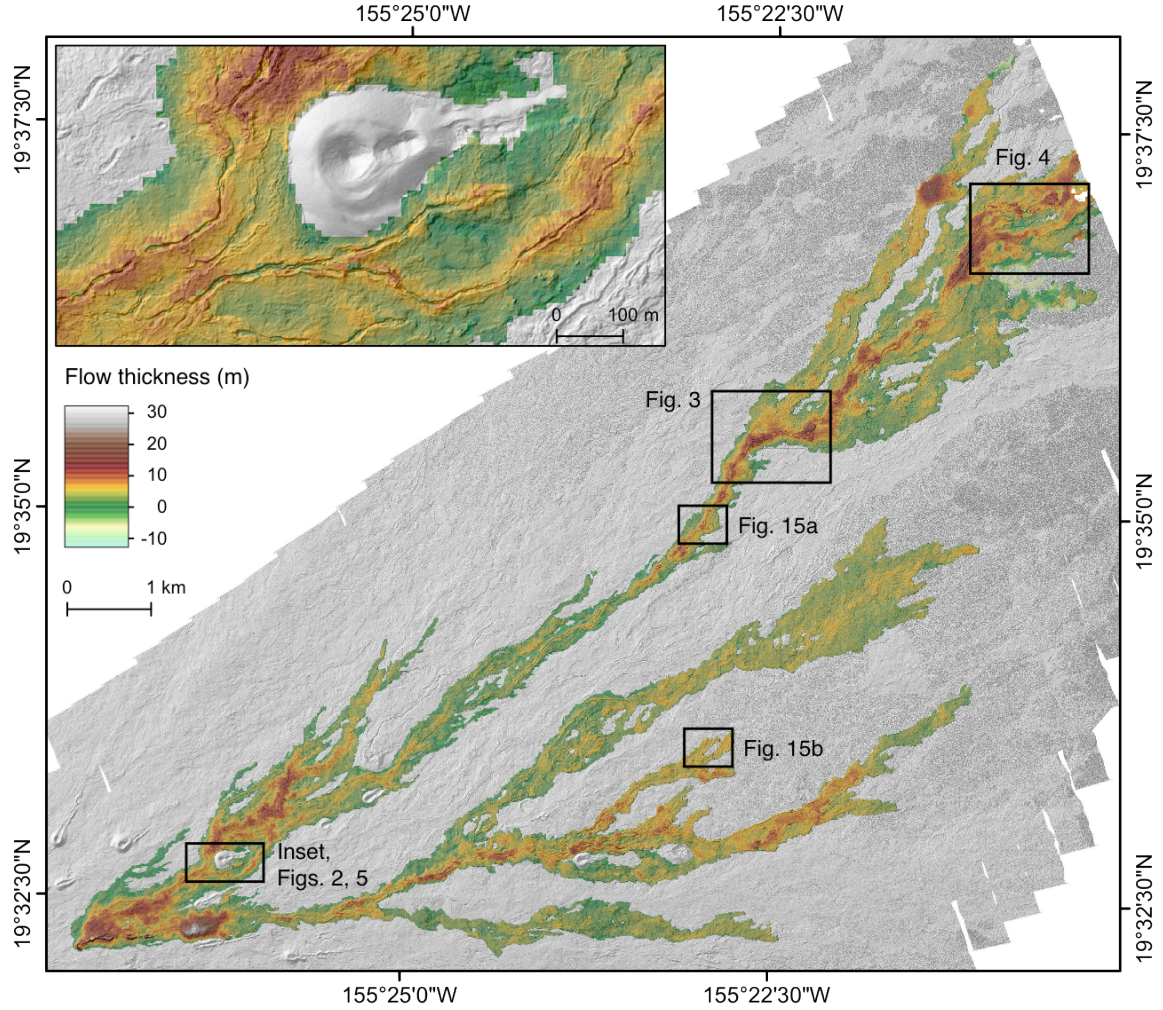 155°25'0"W
155°22'30"W
19°37'30"N
19°37'30"N
0
100 m
Fig. 4
Flow thickness (m)
30
20
10
0
-10
Fig. 3
19°35'0"N
Fig. 15a
19°35'0"N
0
1 km
Fig. 15b
Inset,
Figs. 2, 5
19°32'30"N
19°32'30"N
155°25'0"W
155°22'30"W